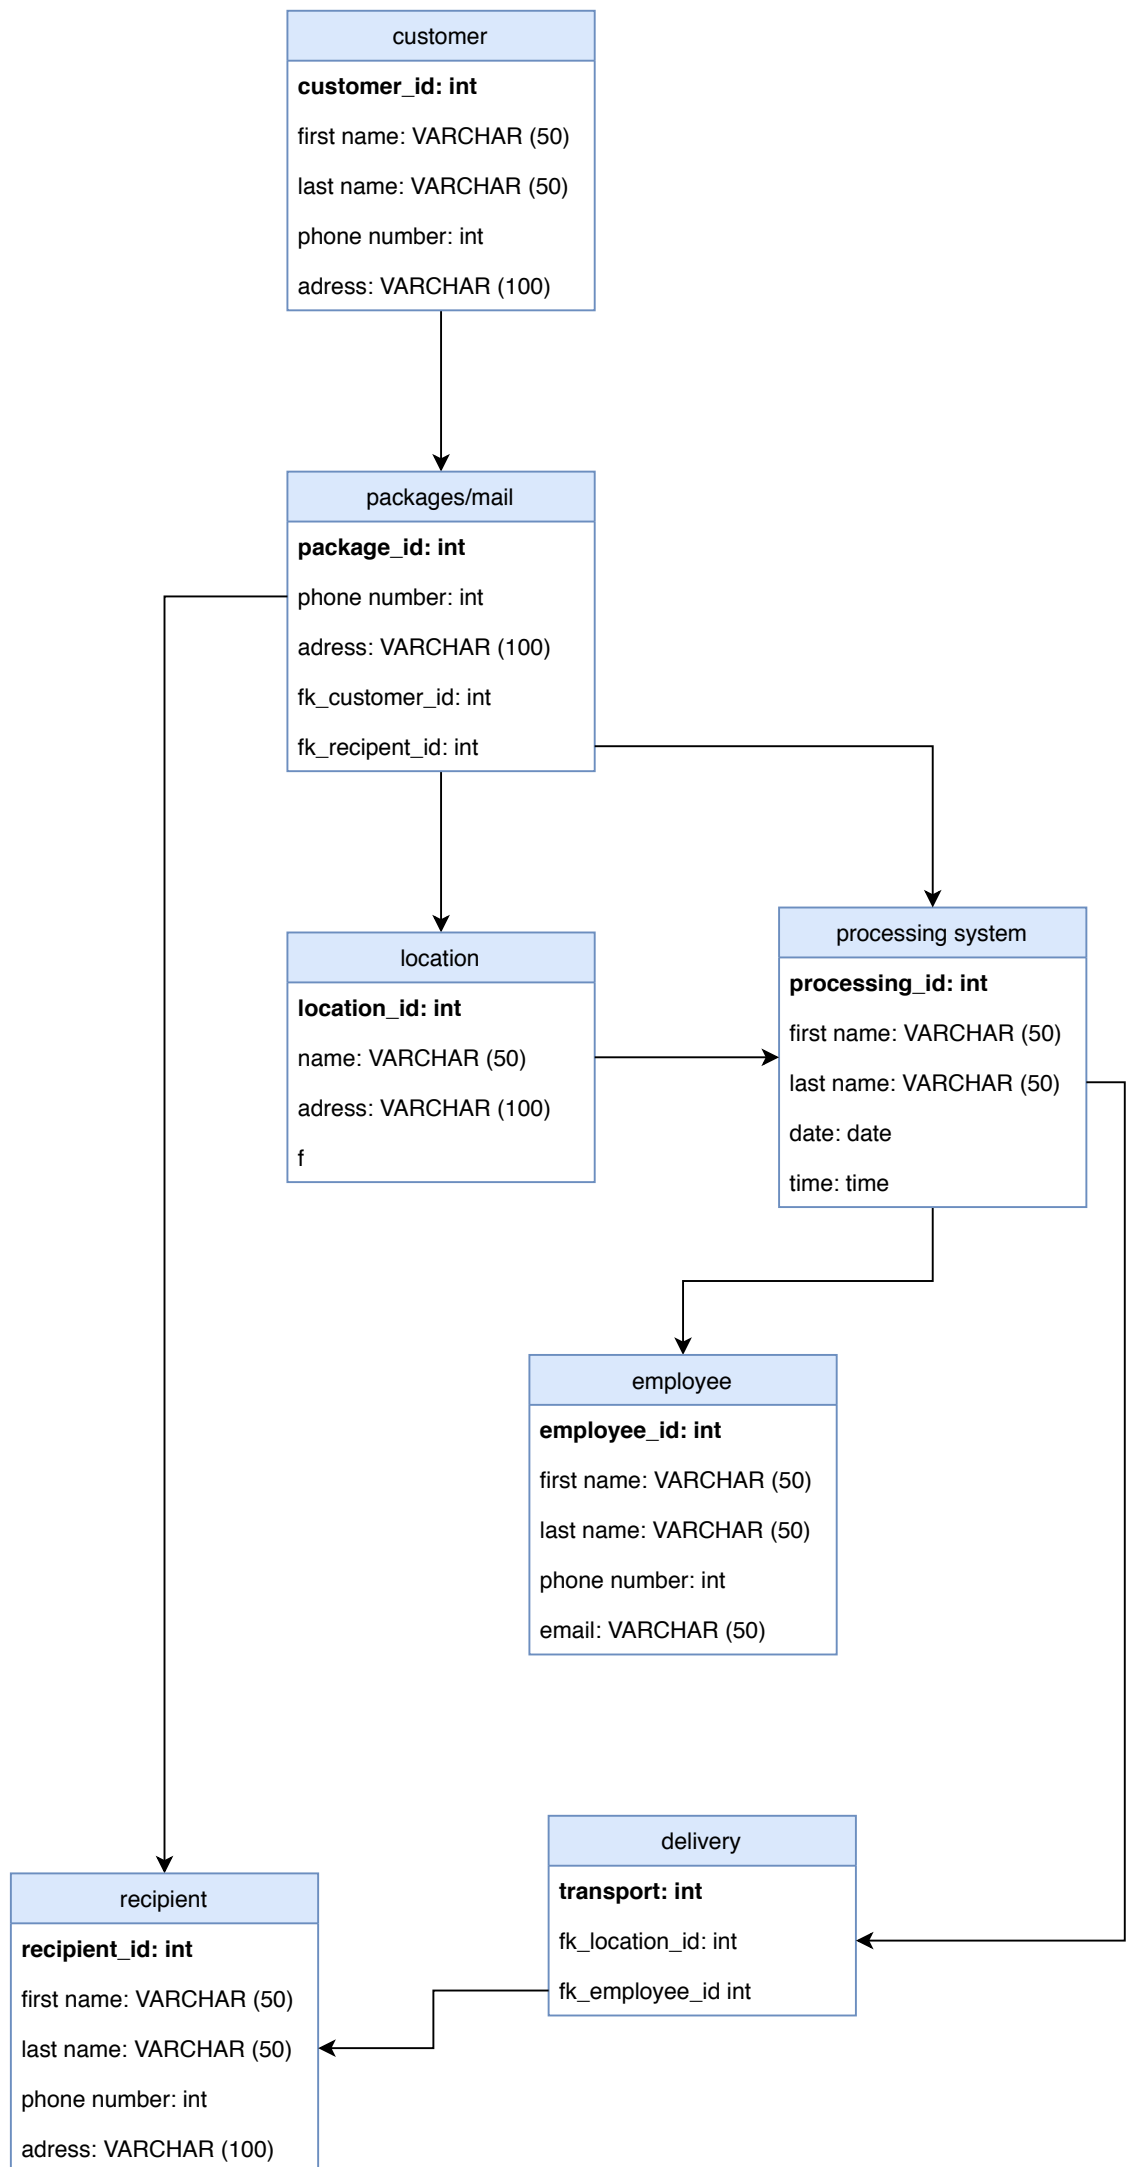 customer
customer_id: int
first name: VARCHAR (50)
last name: VARCHAR (50)
phone number: int
adress: VARCHAR (100)
packages/mail
package_id: int
phone number: int
adress: VARCHAR (100)
fk_customer_id: int
fk_recipent_id: int
location
location_id: int
name: VARCHAR (50)
adress: VARCHAR (100)
f
processing system
processing_id: int
first name: VARCHAR (50)
last name: VARCHAR (50)
date: date
time: time
employee
employee_id: int
first name: VARCHAR (50)
last name: VARCHAR (50)
phone number: int
email: VARCHAR (50)
delivery
transport: int
fk_location_id: int
fk_employee_id int
recipient
recipient_id: int
first name: VARCHAR (50)
last name: VARCHAR (50)
phone number: int
adress: VARCHAR (100)